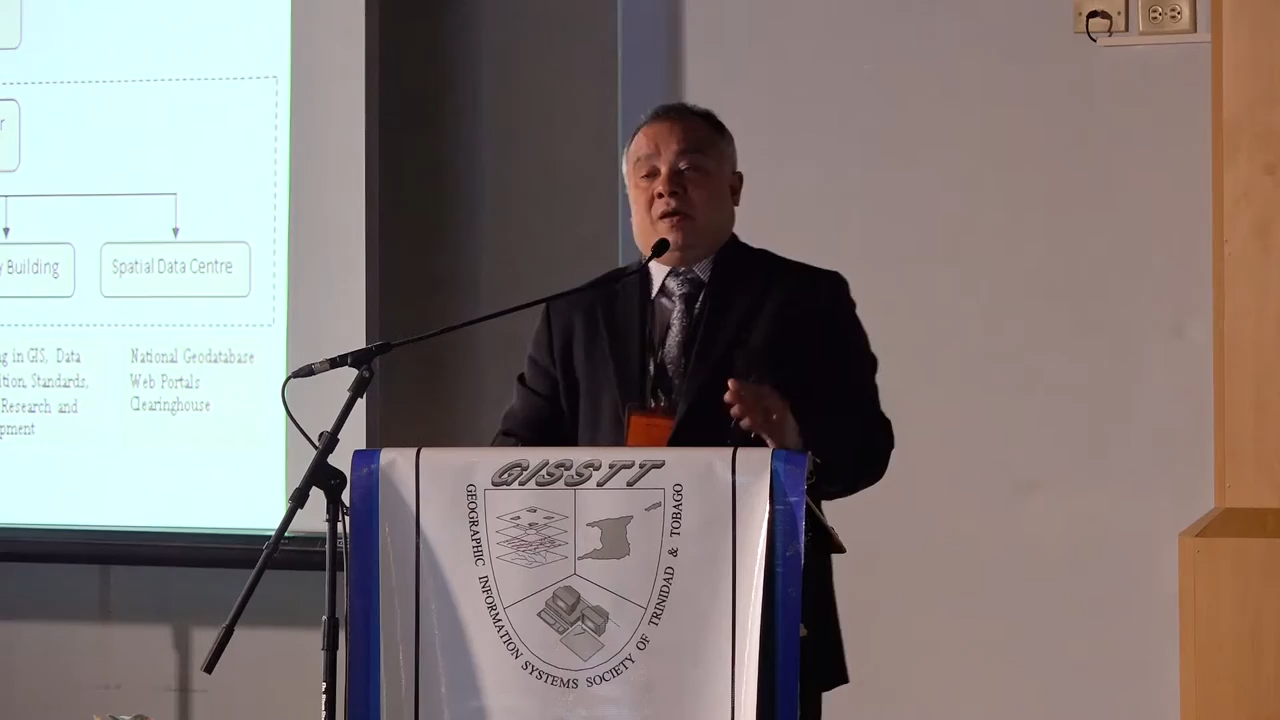 r
y Building
Spatial Data Centre
ng in GIS, Data
ition, Standards,
Research and
pment
National Geodatabase
Web Portals
Clearinghouse
GISSTT
GEOGRAPHIC INFORMATION SYSTEMS SOCIETY OF TRINIDAD & TOBAGO